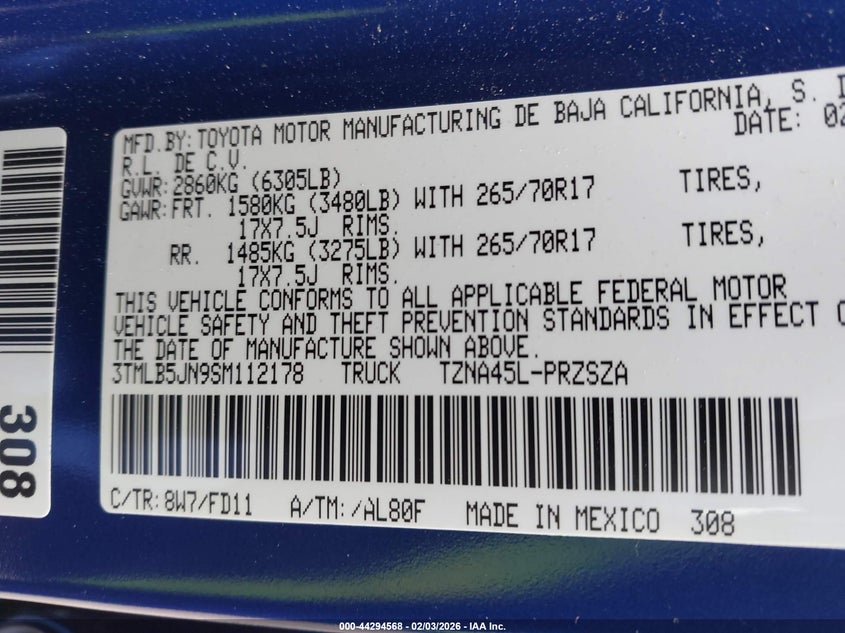 MFD.BY: TOYOTA MOTOR MANUFACTURING DE BAJA CALIFORNIA, S.
R.L. DE C.V. DATE: 02
GVWR: 2860KG (6305LB)
GAWR: FRT. 1580KG (3480LB) WITH 265/70R17 TIRES,
17X7.5J RIMS.
RR. 1485KG (3275LB) WITH 265/70R17 TIRES,
17X7.5J RIMS.
THIS VEHICLE CONFORMS TO ALL APPLICABLE FEDERAL MOTOR
VEHICLE SAFETY AND THEFT PREVENTION STANDARDS IN EFFECT
THE DATE OF MANUFACTURE SHOWN ABOVE.
3TMLB5JN9SM112178 TRUCK TZNA45L-PRZSZA
C/TR: 8W7/FD11 A/TM: /AL80F MADE IN MEXICO 308
308
000-44294568 | 02/03/2026 - IAA Inc.